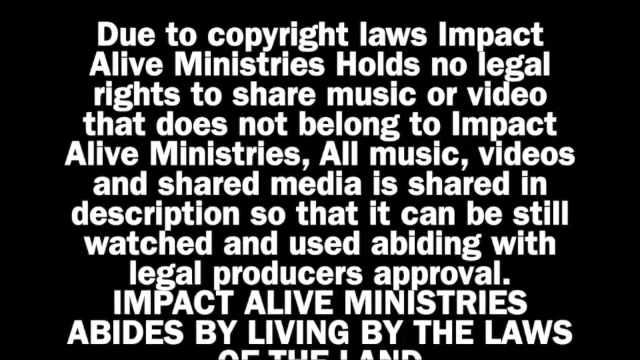 Due to copyright laws Impact
Alive Ministries Holds no legal
rights to share music or video
that does not belong to Impact
Alive Ministries, All music, videos
and shared media is shared in
description so that it can be still
watched and used abiding with
legal producers approval.
IMPACT ALIVE MINISTRIES
ABIDES BY LIVING BY THE LAWS
OF THE LAND